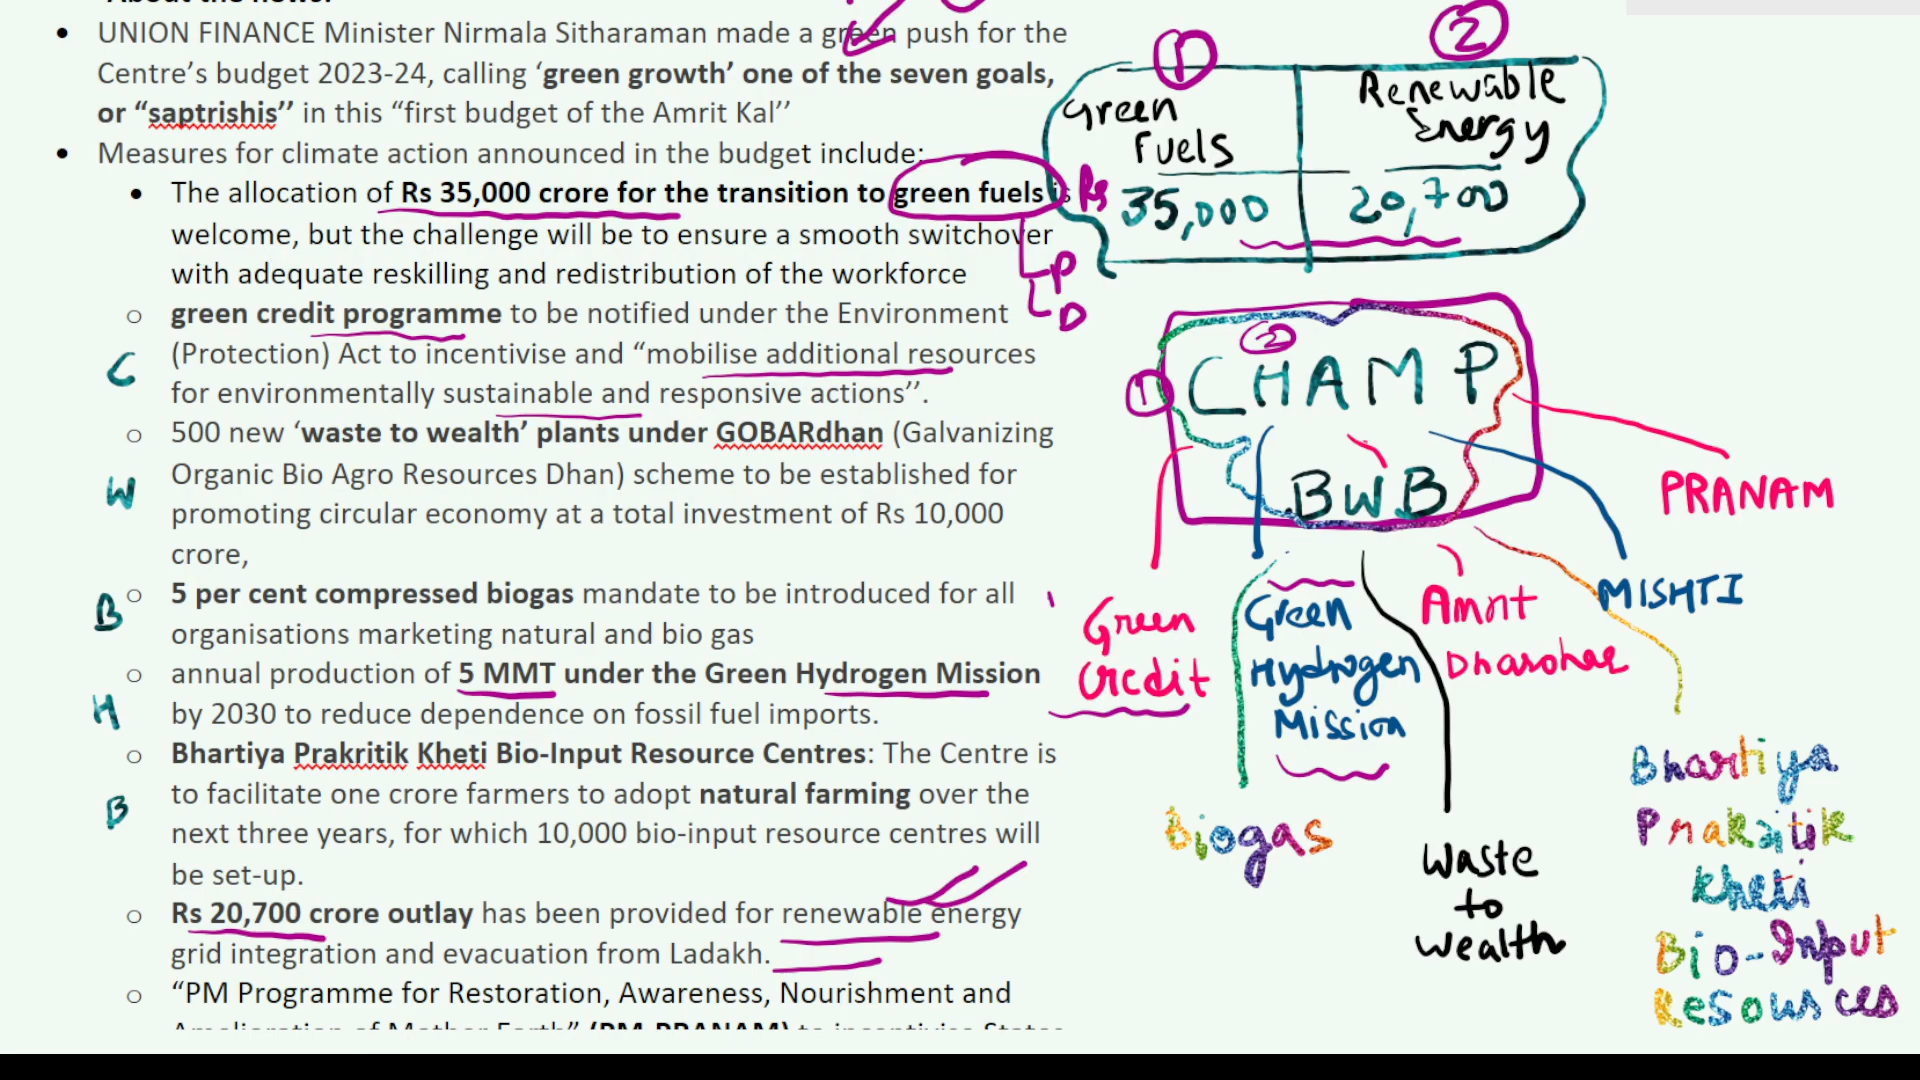 About the news:
UNION FINANCE Minister Nirmala Sitharaman made a green push for the
Centre’s budget 2023-24, calling ‘green growth’ one of the seven goals,
or “saptrishis’’ in this “first budget of the Amrit Kal’’
Measures for climate action announced in the budget include:
The allocation of Rs 35,000 crore for the transition to green fuels is
welcome, but the challenge will be to ensure a smooth switchover
with adequate reskilling and redistribution of the workforce
green credit programme to be notified under the Environment
(Protection) Act to incentivise and “mobilise additional resources
for environmentally sustainable and responsive actions’’.
500 new ‘waste to wealth’ plants under GOBARdhan (Galvanizing
Organic Bio Agro Resources Dhan) scheme to be established for
promoting circular economy at a total investment of Rs 10,000
crore,
5 per cent compressed biogas mandate to be introduced for all
organisations marketing natural and bio gas
annual production of 5 MMT under the Green Hydrogen Mission
by 2030 to reduce dependence on fossil fuel imports.
Bhartiya Prakritik Kheti Bio-Input Resource Centres: The Centre is
to facilitate one crore farmers to adopt natural farming over the
next three years, for which 10,000 bio-input resource centres will
be set-up.
Rs 20,700 crore outlay has been provided for renewable energy
grid integration and evacuation from Ladakh.
“PM Programme for Restoration, Awareness, Nourishment and
Amelioration of Mother Earth” (PM-PRANAM) to incentivise States
C
W
B
H
B
P
D
1
2
Green
Fuels
Renewable
Energy
Rs 35,000
20,700
1
2
CHAMP
BWB
PRANAM
MISHTI
Green
Credit
Green
Hydrogen
Mission
Amrit
Dharohar
Biogas
Waste
to
Wealth
Bhartiya
Prakritik
Kheti
Bio-Input
Resources